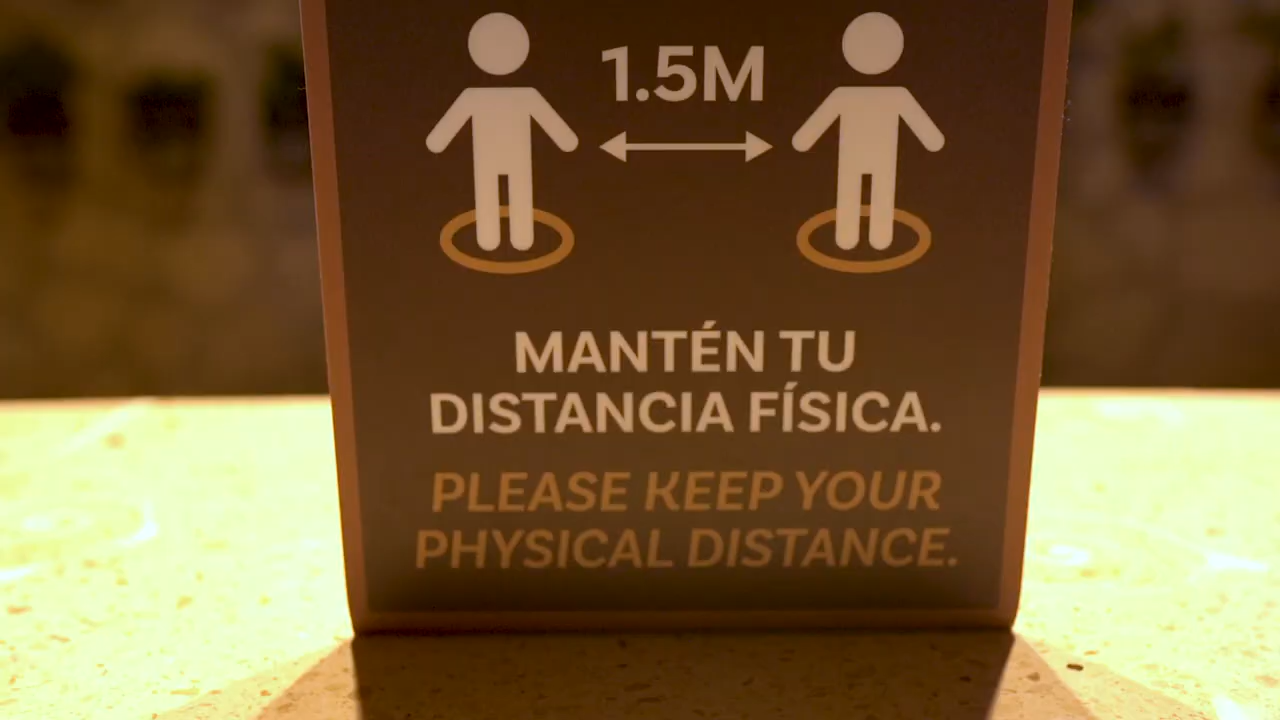 1.5M
MANTÉN TU
DISTANCIA FÍSICA.
PLEASE KEEP YOUR
PHYSICAL DISTANCE.